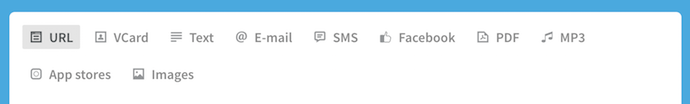 URL VCard Text E-mail SMS Facebook PDF MP3
App stores Images